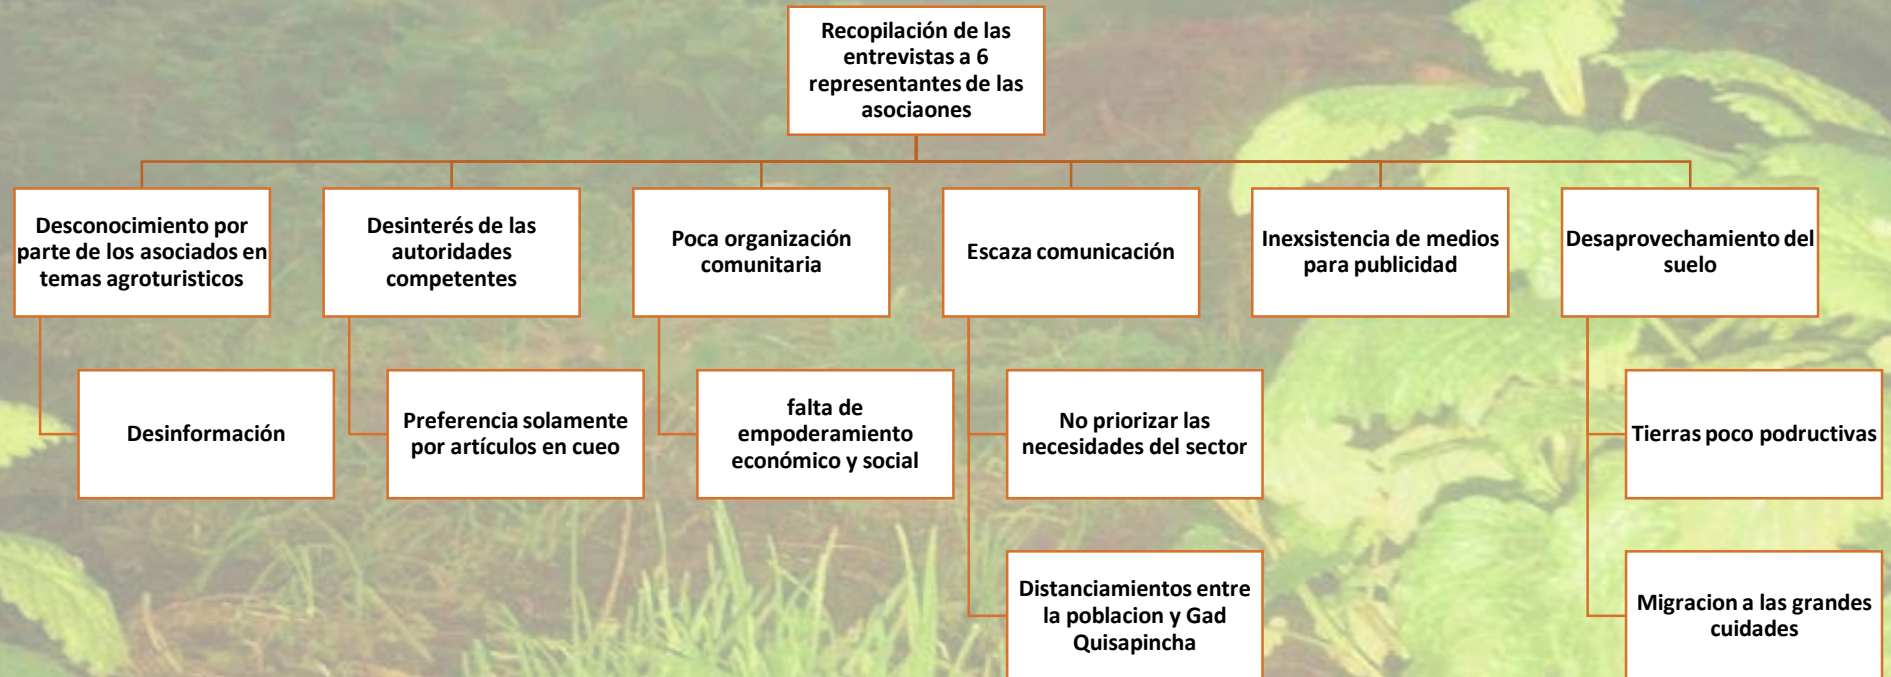 Recopilación de las
entrevistas a 6
representantes de las
asociaones
Desconocimiento por
parte de los asociados en
temas agroturisticos
Desinterés de las
autoridades
competentes
Poca organización
comunitaria
Escaza comunicación
Inexsistencia de medios
para publicidad
Desaprovechamiento del
suelo
Desinformación
Preferencia solamente
por artículos en cueo
falta de
empoderamiento
económico y social
No priorizar las
necesidades del sector
Tierras poco podructivas
Distanciamientos entre
la poblacion y Gad
Quisapincha
Migracion a las grandes
cuidades